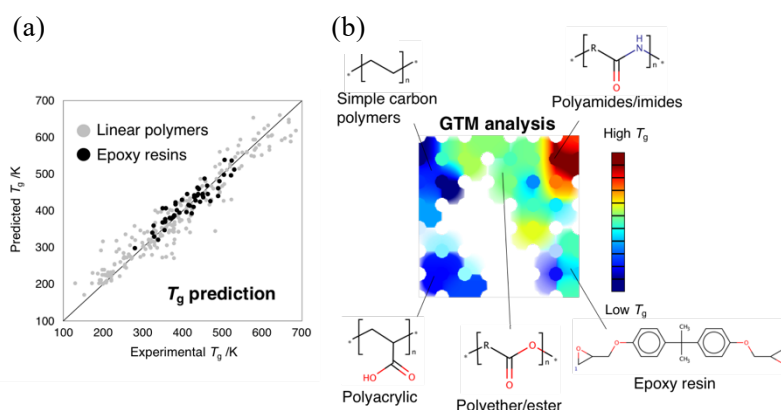 (a)
(b)
700
600
500
400
300
200
100
100 200 300 400 500 600 700
Predicted Tg /K
Experimental Tg /K
Linear polymers
Epoxy resins
Tg prediction
* n *
Simple carbon
polymers
GTM analysis
* R O N H n *
Polyamides/imides
High Tg
Low Tg
* HO O n *
Polyacrylic
* R O O n *
Polyether/ester
O O CH3 CH3 O
Epoxy resin